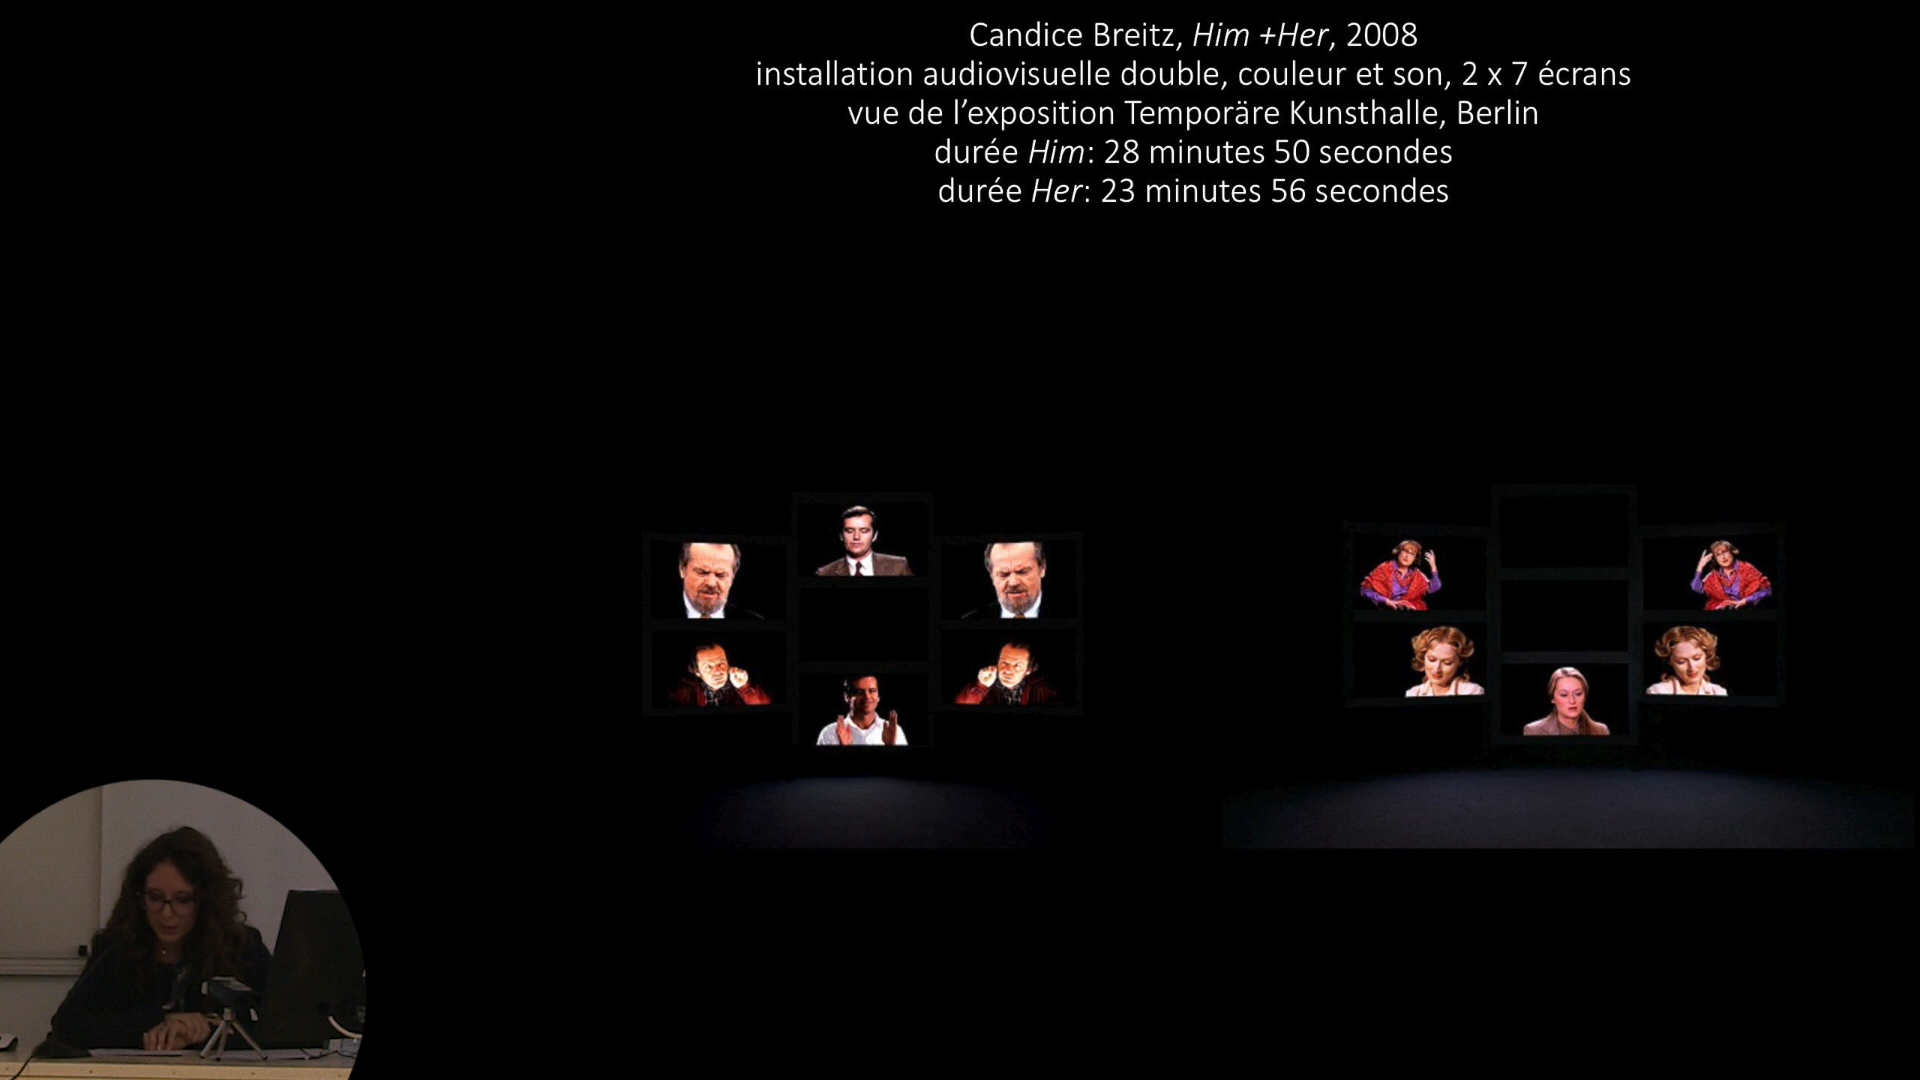 Candice Breitz, Him +Her, 2008
installation audiovisuelle double, couleur et son, 2 x 7 écrans
vue de l’exposition Temporäre Kunsthalle, Berlin
durée Him: 28 minutes 50 secondes
durée Her: 23 minutes 56 secondes